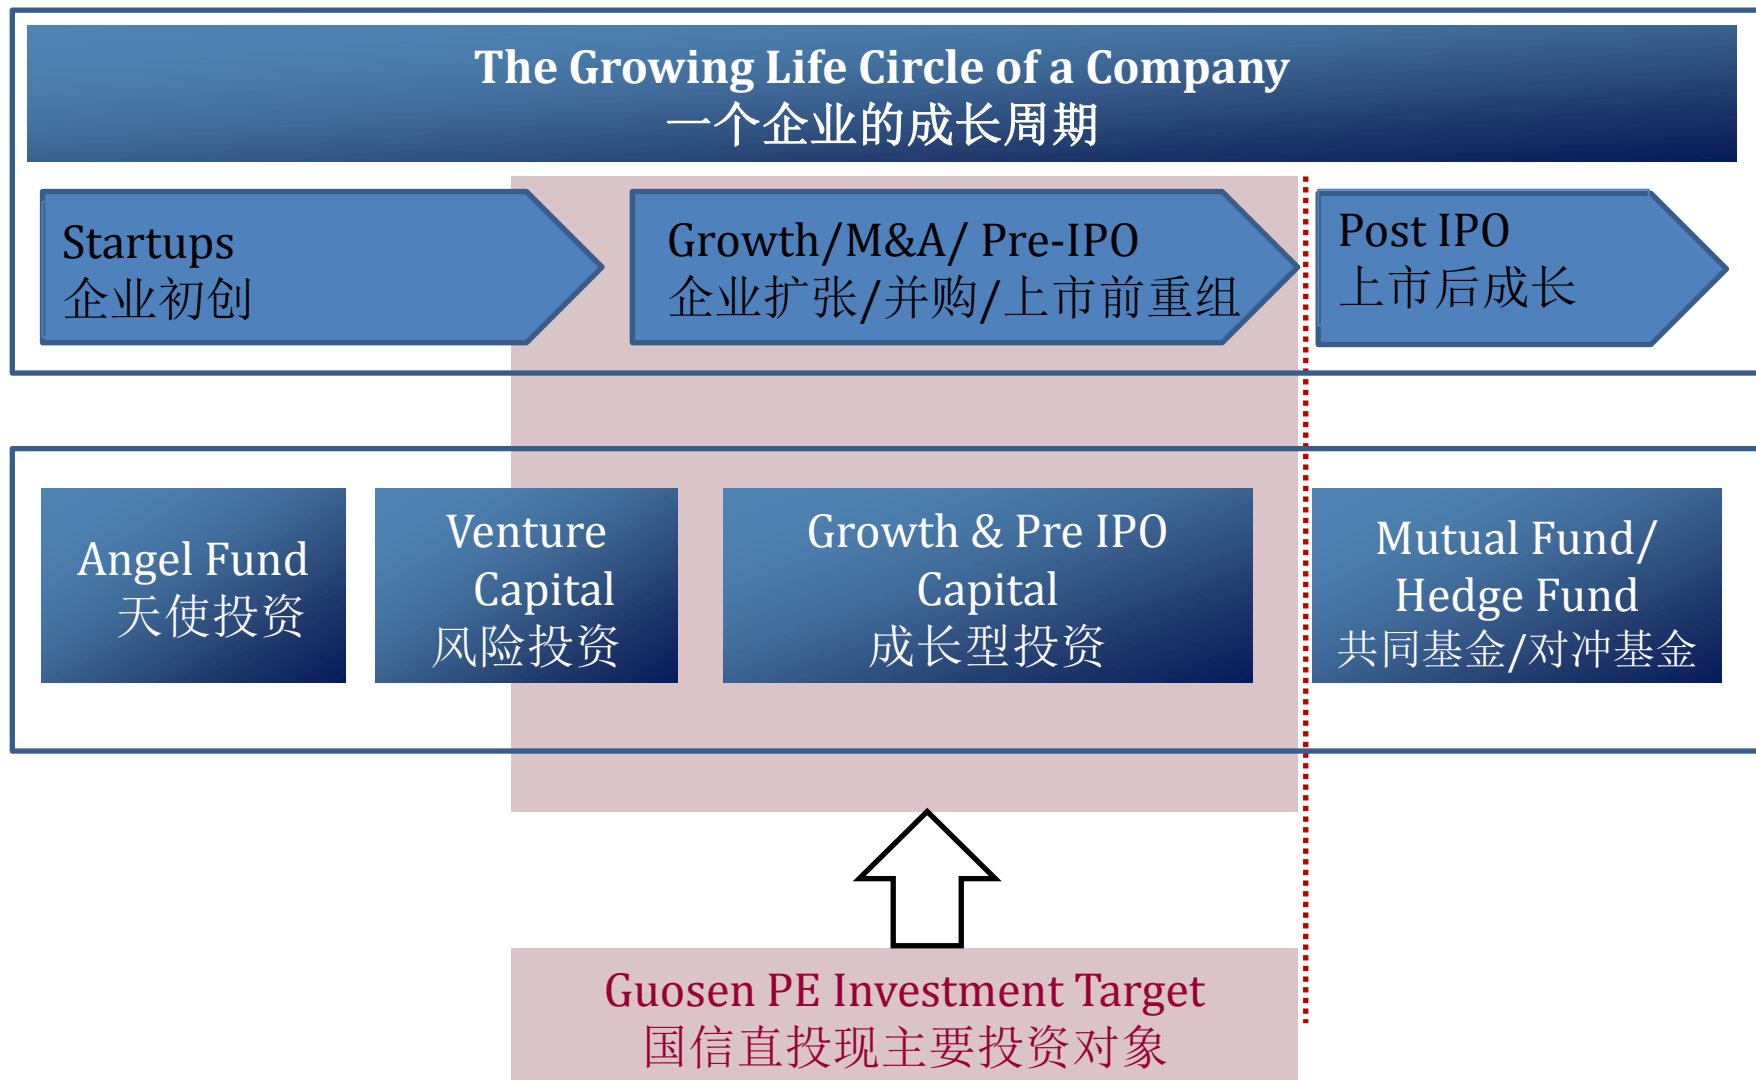 The Growing Life Circle of a Company
一个企业的成长周期
Startups
企业初创
Growth/M&A/ Pre-IPO
企业扩张/并购/上市前重组
Post IPO
上市后成长
Angel Fund
天使投资
Venture
Capital
风险投资
Growth & Pre IPO
Capital
成长型投资
Mutual Fund/
Hedge Fund
共同基金/对冲基金
Guosen PE Investment Target
国信直投现主要投资对象